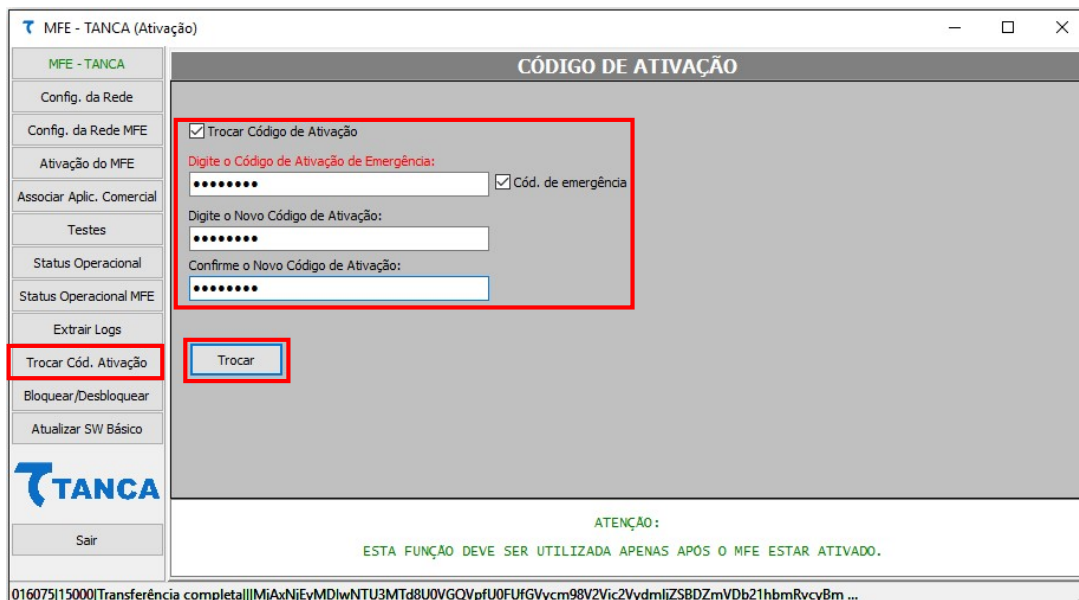 MFE - TANCA (Ativação)
MFE - TANCA
Config. da Rede
Config. da Rede MFE
Ativação do MFE
Associar Aplic. Comercial
Testes
Status Operacional
Status Operacional MFE
Extrair Logs
Trocar Cód. Ativação
Bloquear/Desbloquear
Atualizar SW Básico
TANCA
Sair
CÓDIGO DE ATIVAÇÃO
Trocar Código de Ativação
Digite o Código de Ativação de Emergência:
●●●●●●●●
Cód. de emergência
Digite o Novo Código de Ativação:
●●●●●●●●
Confirme o Novo Código de Ativação:
●●●●●●●●
Trocar
ATENÇÃO:
ESTA FUNÇÃO DEVE SER UTILIZADA APENAS APÓS O MFE ESTAR ATIVADO.
016075|15000|Transferência completa|||